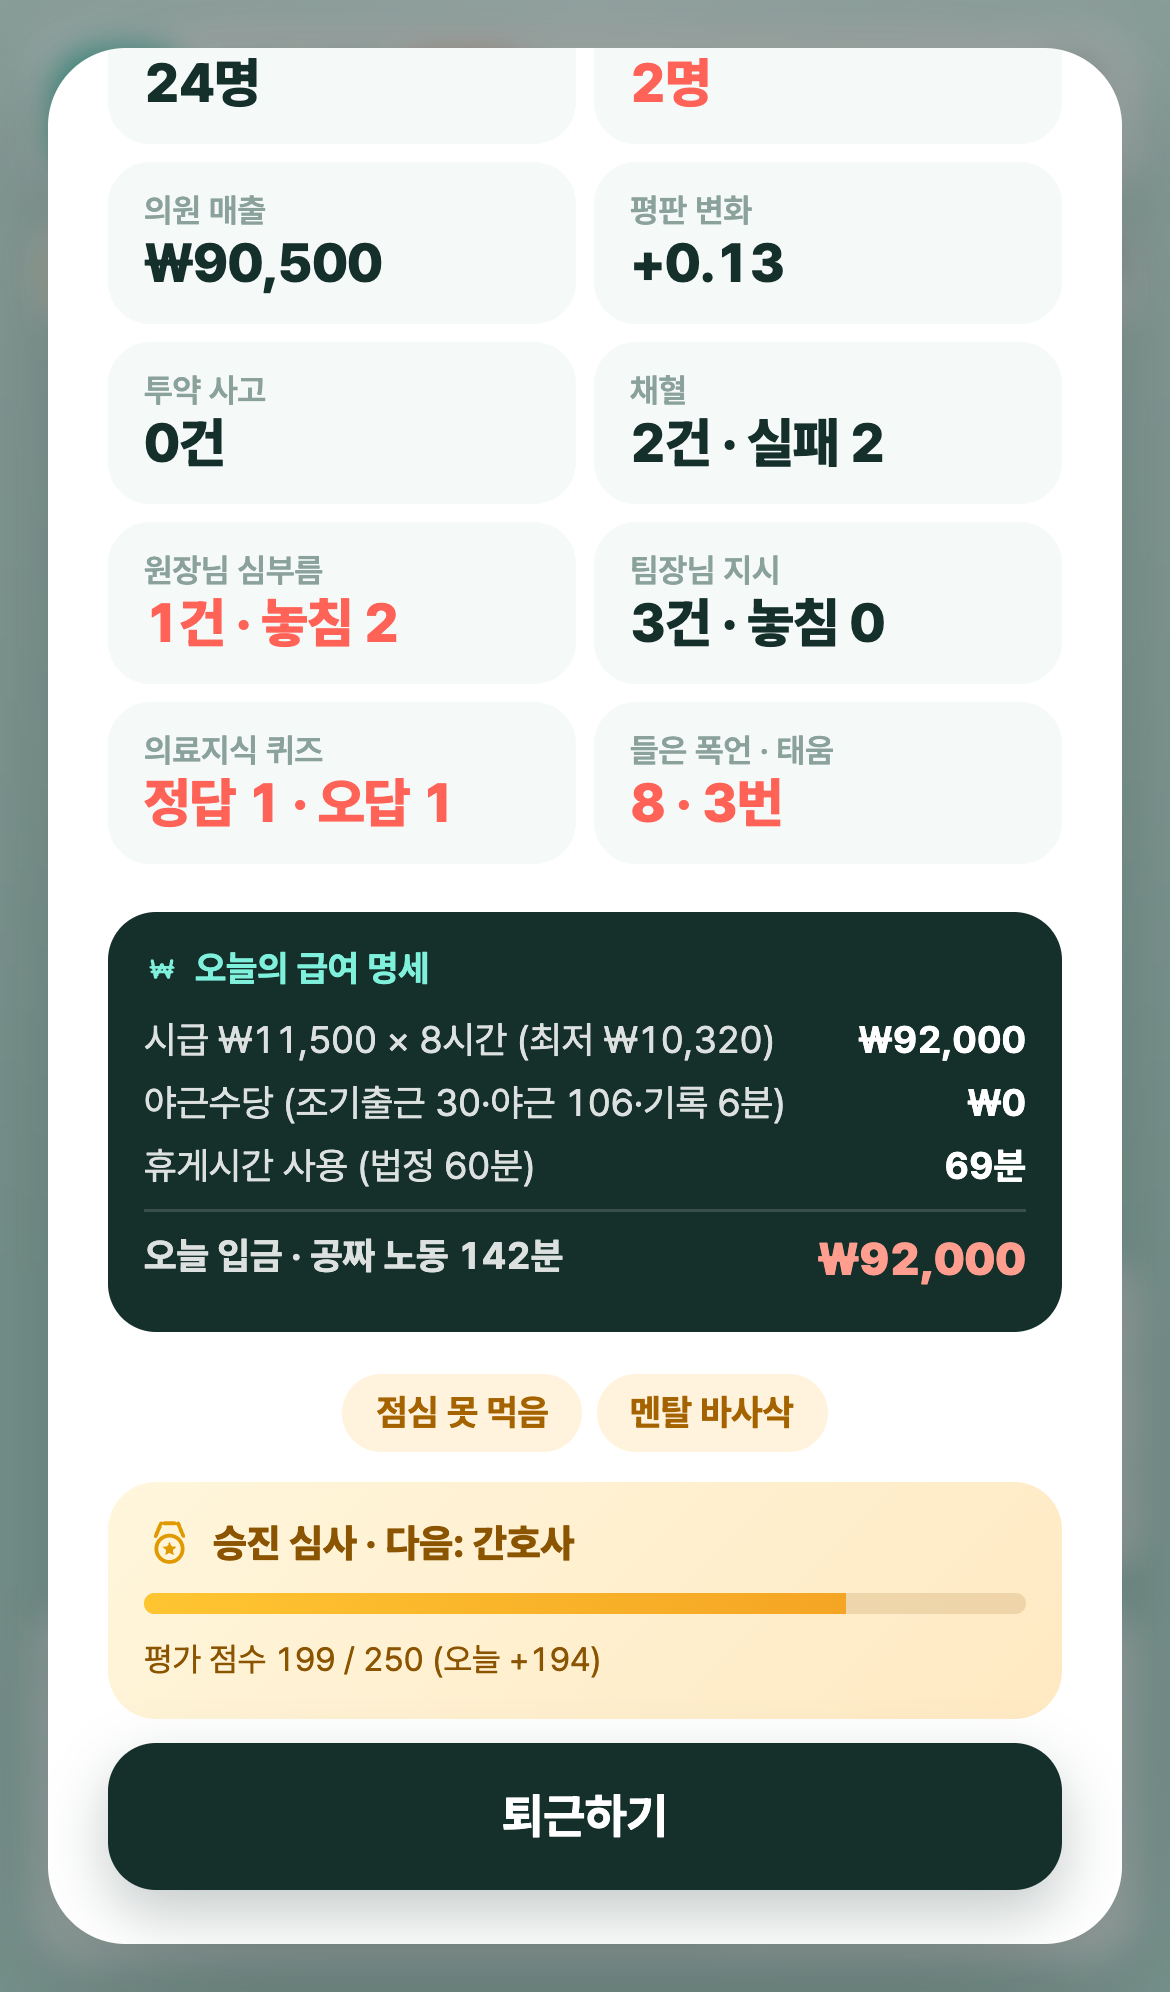 24명
2명
의원 매출
₩90,500
평판 변화
+0.13
투약 사고
0건
채혈
2건 · 실패 2
원장님 심부름
1건 · 놓침 2
팀장님 지시
3건 · 놓침 0
의료지식 퀴즈
정답 1 · 오답 1
들은 폭언 · 태움
8 · 3번
₩ 오늘의 급여 명세
시급 ₩11,500 × 8시간 (최저 ₩10,320) ₩92,000
야근수당 (조기출근 30·야근 106·기록 6분) ₩0
휴게시간 사용 (법정 60분) 69분
오늘 입금 · 공짜 노동 142분 ₩92,000
점심 못 먹음
멘탈 바사삭
승진 심사 · 다음: 간호사
평가 점수 199 / 250 (오늘 +194)
퇴근하기